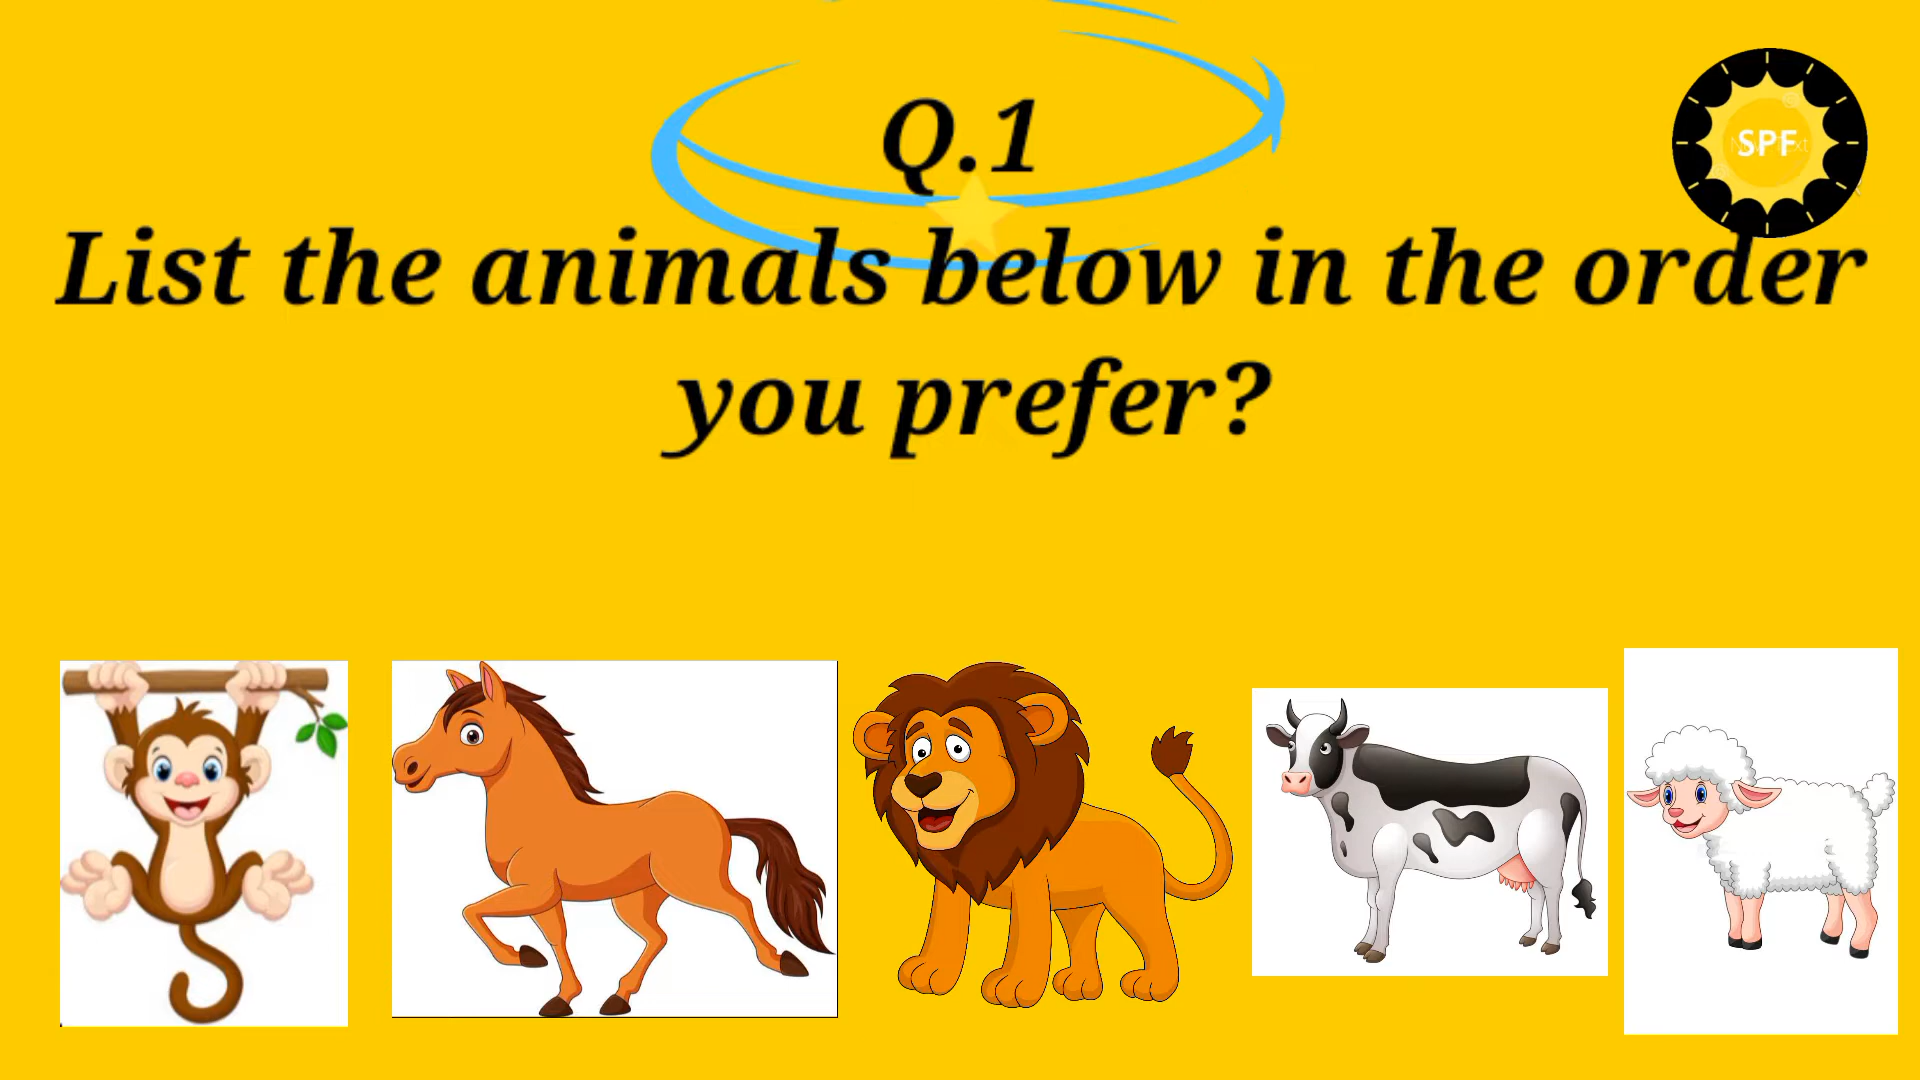 Q.1
SPF
List the animals below in the order
you prefer?